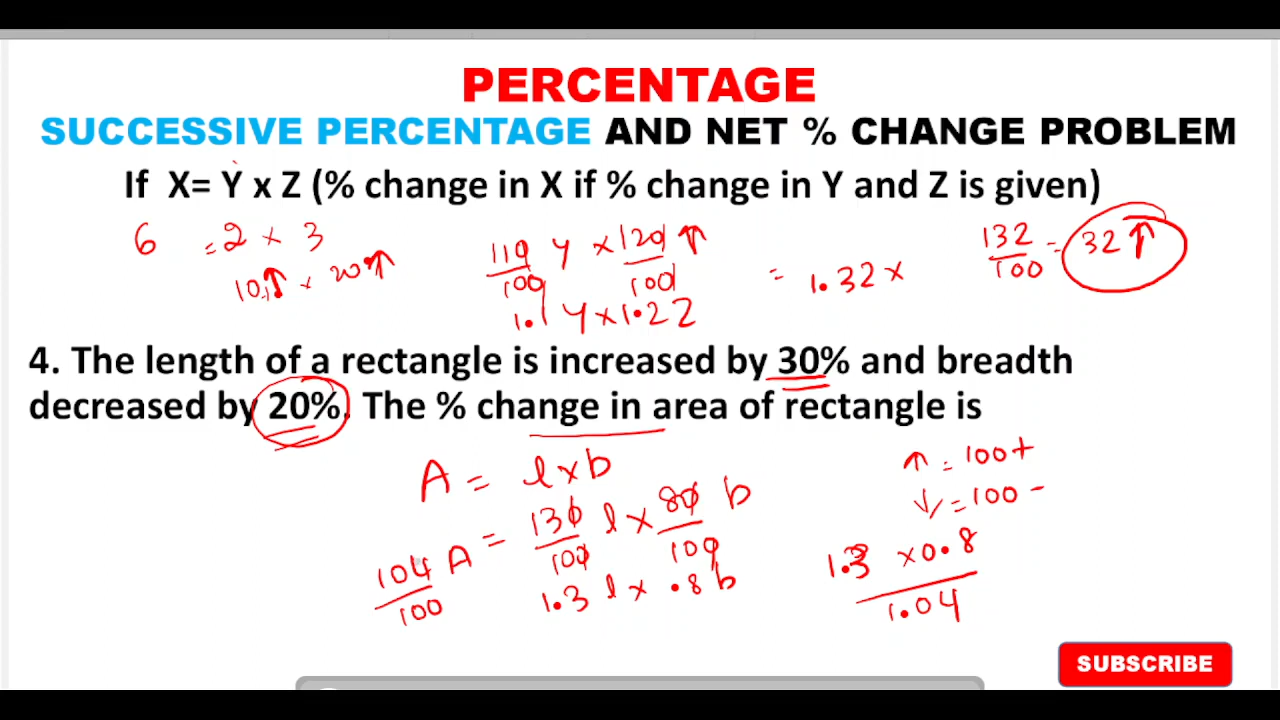 PERCENTAGE
SUCCESSIVE PERCENTAGE AND NET % CHANGE PROBLEM
If X= Y x Z (% change in X if % change in Y and Z is given)
6 = 2 × 3
10%↑ × 20%↑
110/100 Y × 120/100 ↑
1.1 Y × 1.2 Z
= 1.32 x
132/100 = 32↑
4. The length of a rectangle is increased by 30% and breadth
decreased by 20%. The % change in area of rectangle is
A = l × b
104/100 A = 130/100 l × 80/100 b
1.3 l × .8 b
↑ = 100 +
↓ = 100 -
1.3 × 0.8
1.04
SUBSCRIBE